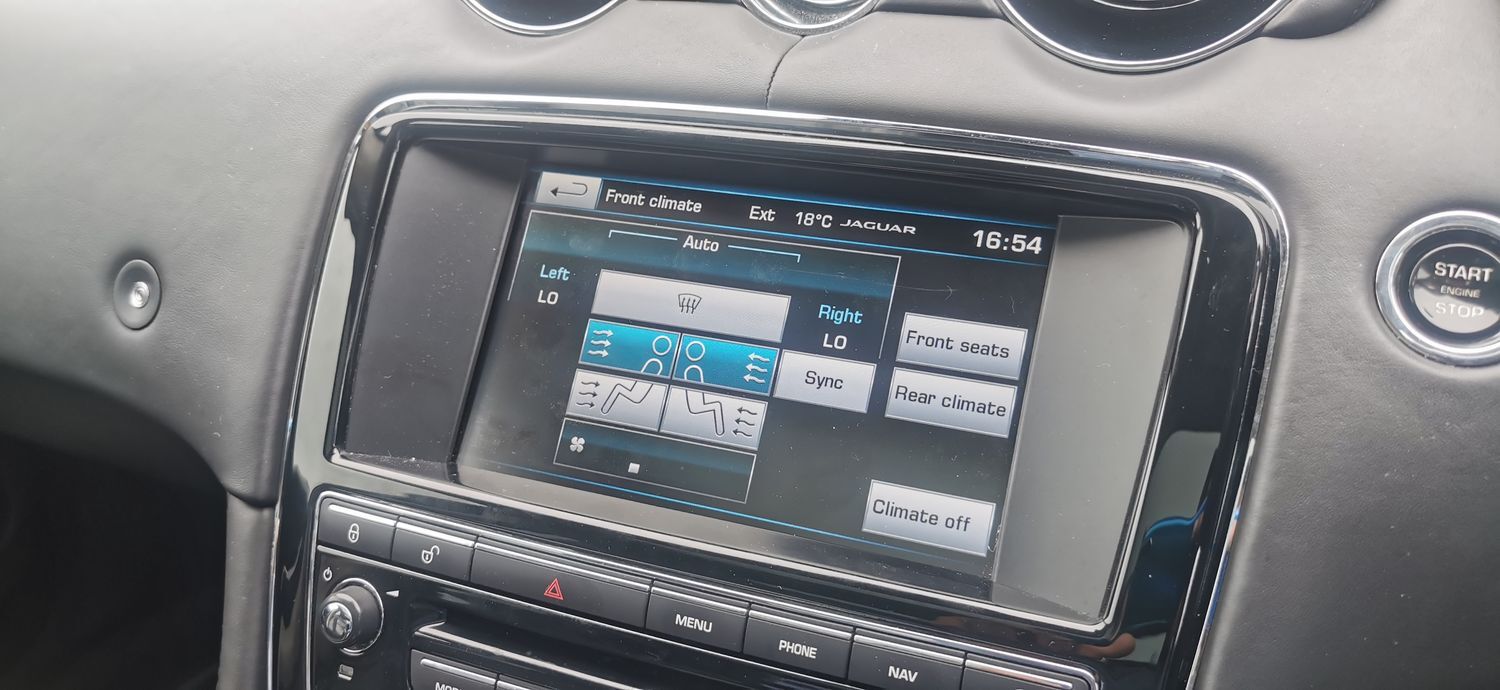 Front climate Ext 18°C JAGUAR 16:54
Auto
Left
LO
Right
LO
Sync
Front seats
Rear climate
Climate off
START
ENGINE
STOP
MENU
PHONE
NAV